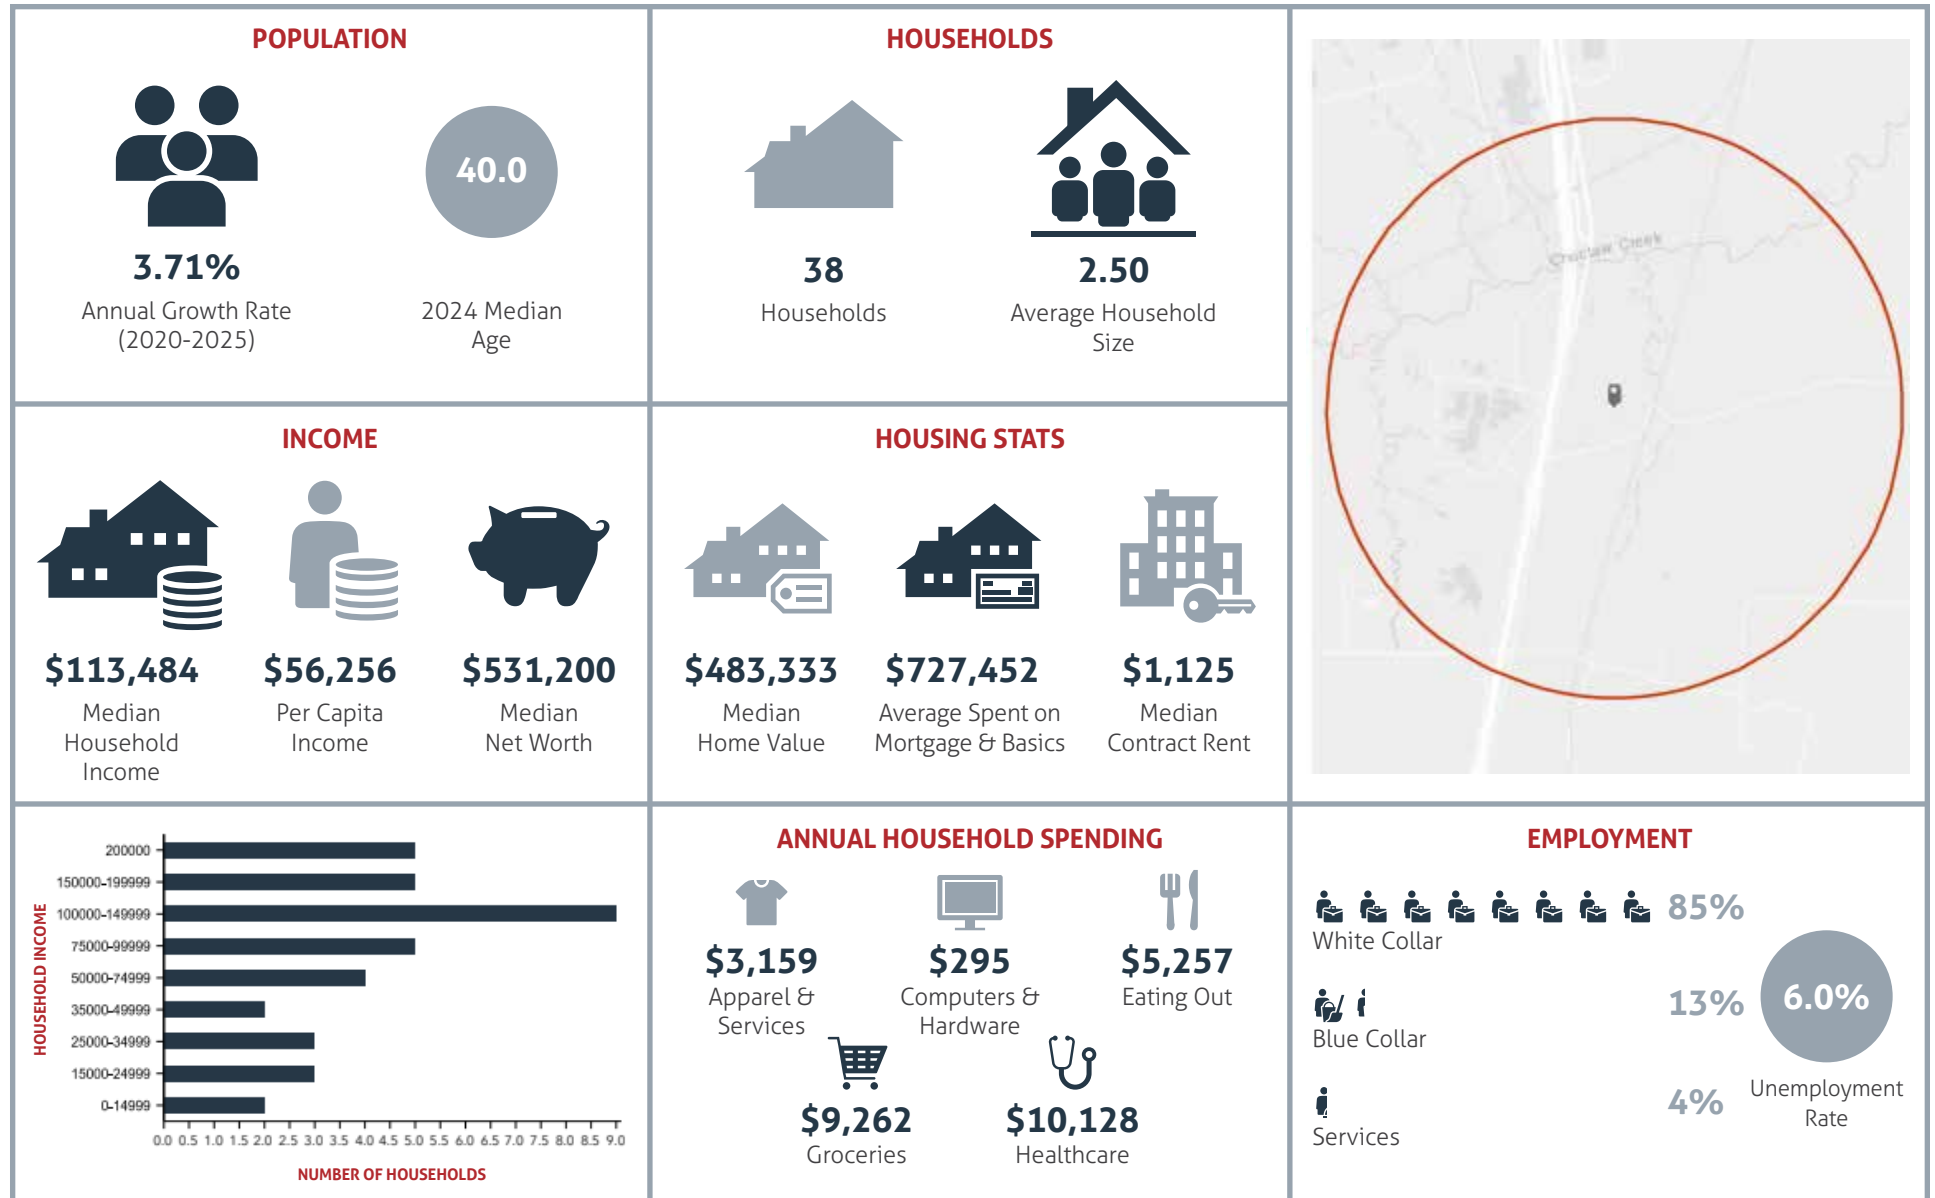 POPULATION
40.0
3.71%
Annual Growth Rate
(2020-2025)
2024 Median
Age
HOUSEHOLDS
38
Households
2.50
Average Household
Size
Choctaw Creek
INCOME
$113,484
Median
Household
Income
$56,256
Per Capita
Income
$531,200
Median
Net Worth
HOUSING STATS
$483,333
Median
Home Value
$727,452
Average Spent on
Mortgage & Basics
$1,125
Median
Contract Rent
HOUSEHOLD INCOME
200000
150000-199999
100000-149999
75000-99999
50000-74999
35000-49999
25000-34999
15000-24999
0-14999
0.0 0.5 1.0 1.5 2.0 2.5 3.0 3.5 4.0 4.5 5.0 5.5 6.0 6.5 7.0 7.5 8.0 8.5 9.0
NUMBER OF HOUSEHOLDS
ANNUAL HOUSEHOLD SPENDING
$3,159
Apparel &
Services
$295
Computers &
Hardware
$5,257
Eating Out
$9,262
Groceries
$10,128
Healthcare
EMPLOYMENT
85%
White Collar
13%
Blue Collar
4%
Services
6.0%
Unemployment
Rate